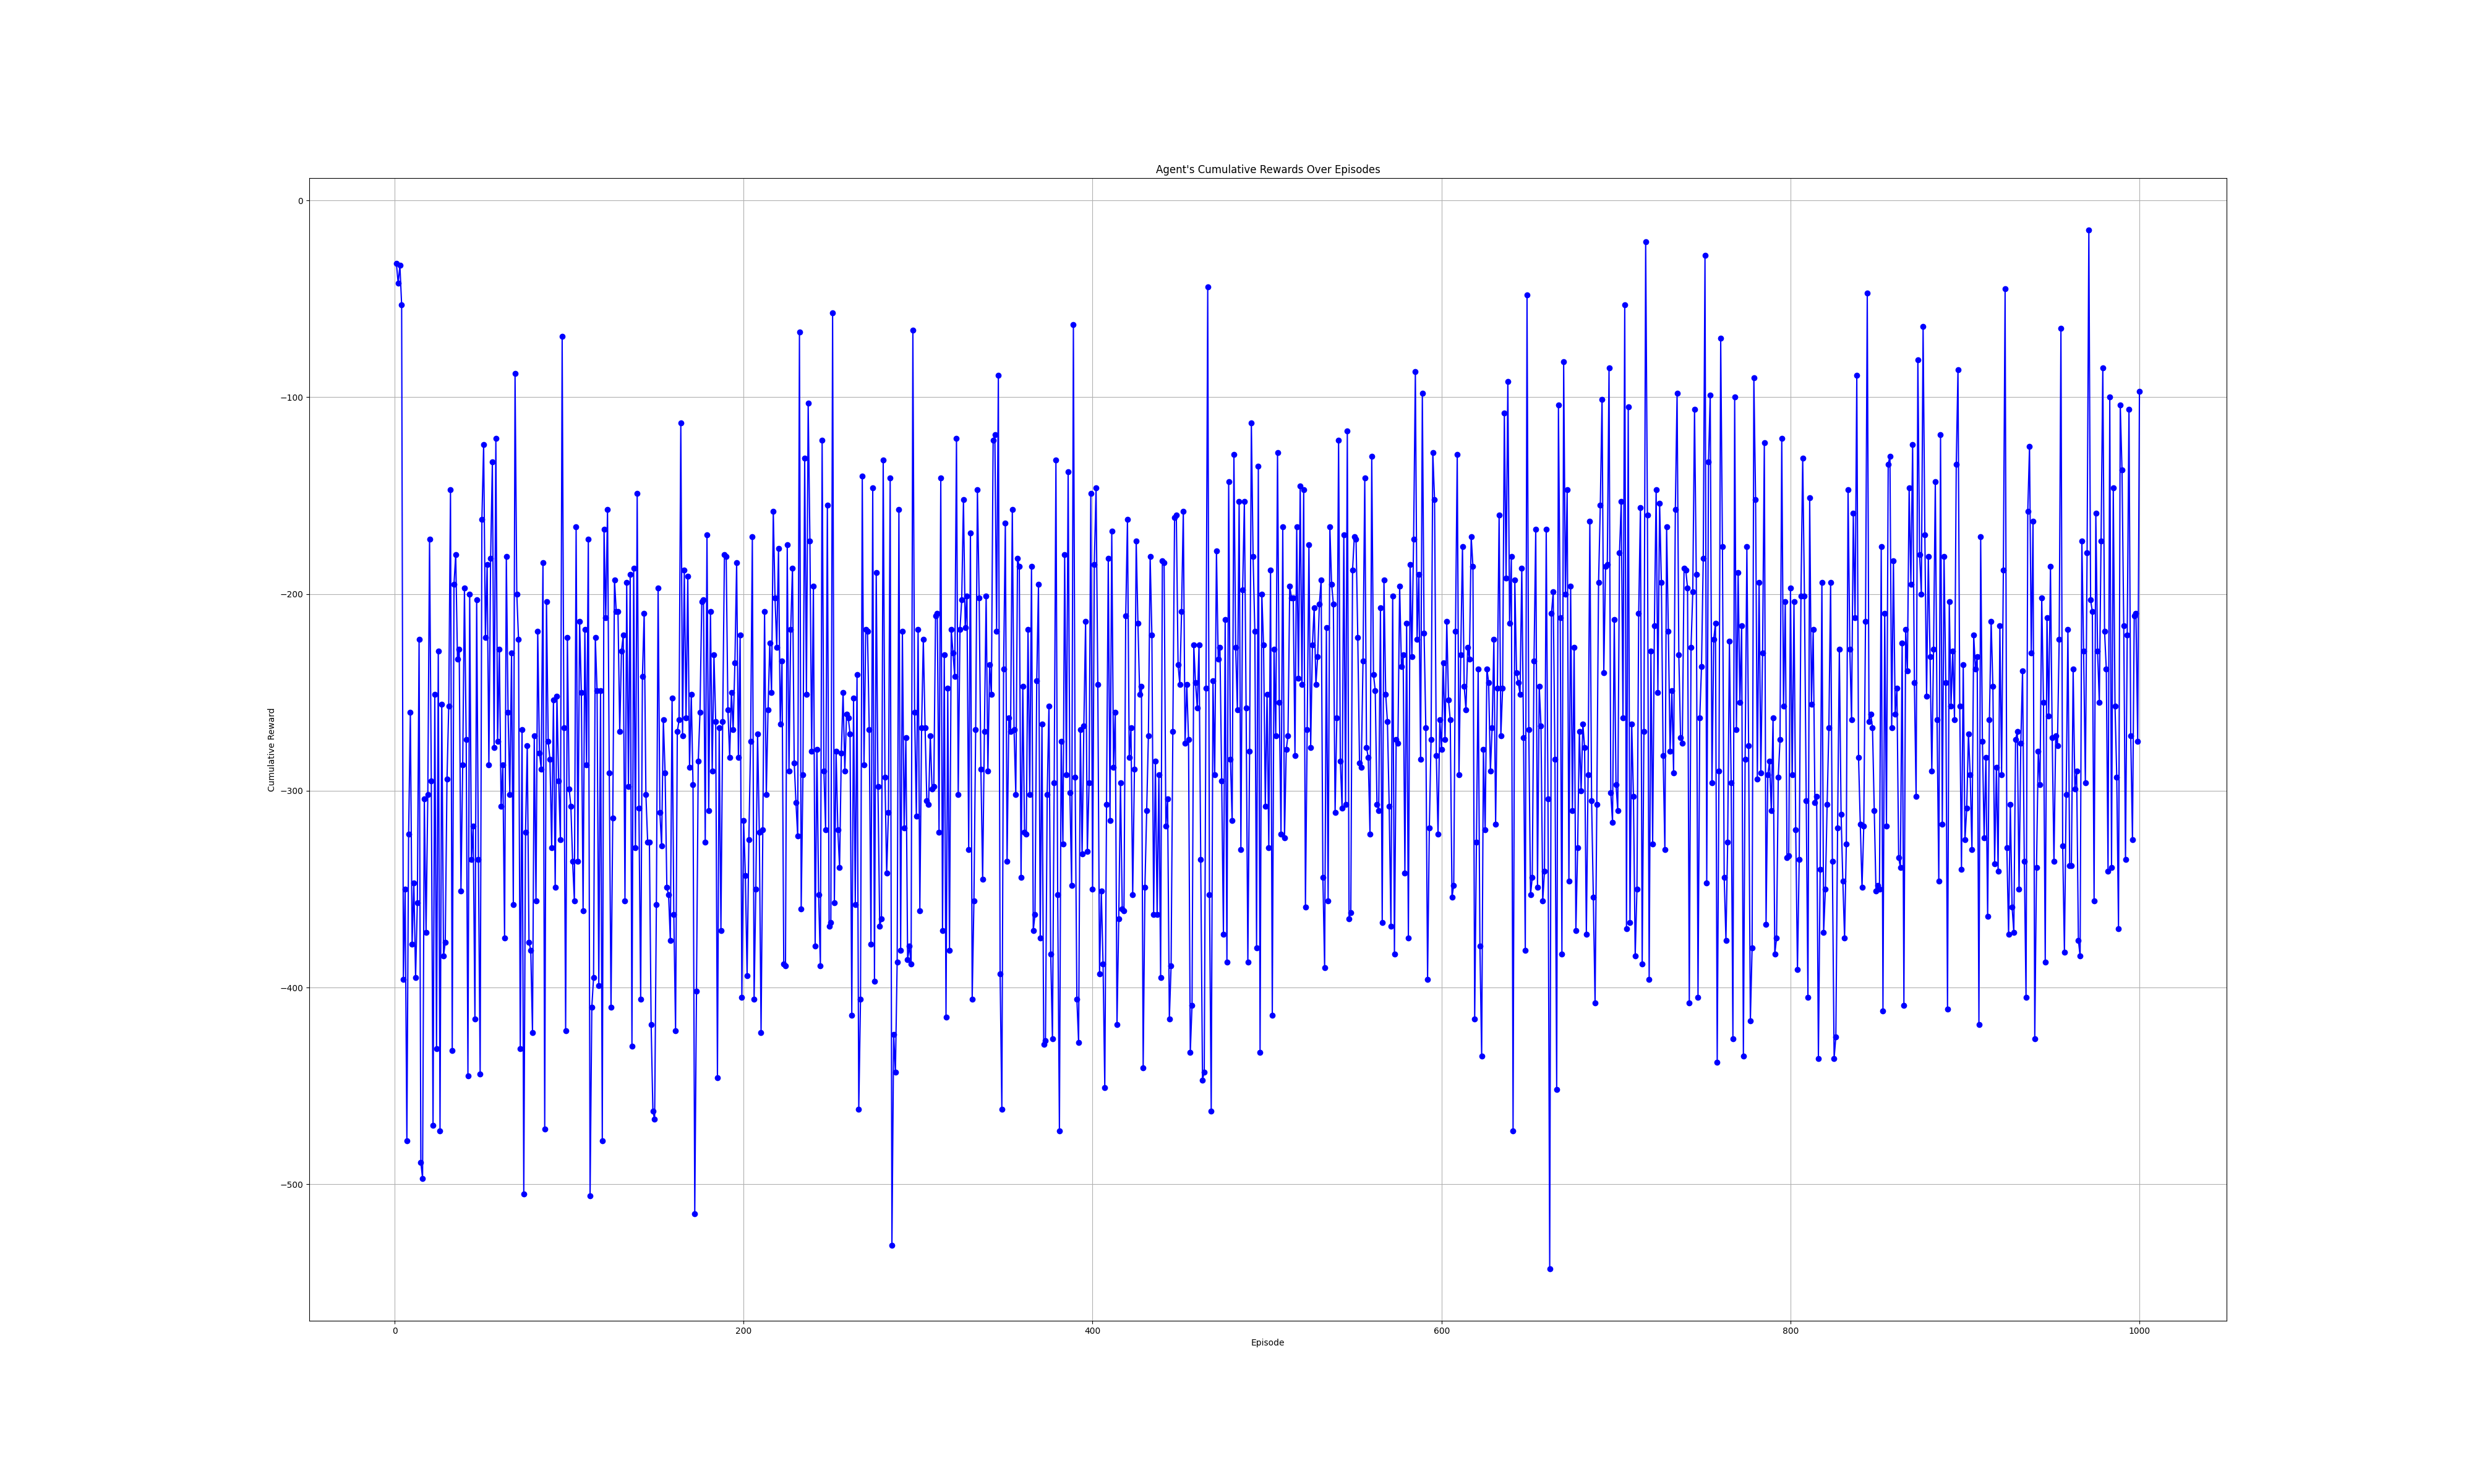 Agent's Cumulative Rewards Over Episodes
0
−100
−200
−300
−400
−500
Cumulative Reward
0 200 400 600 800 1000
Episode